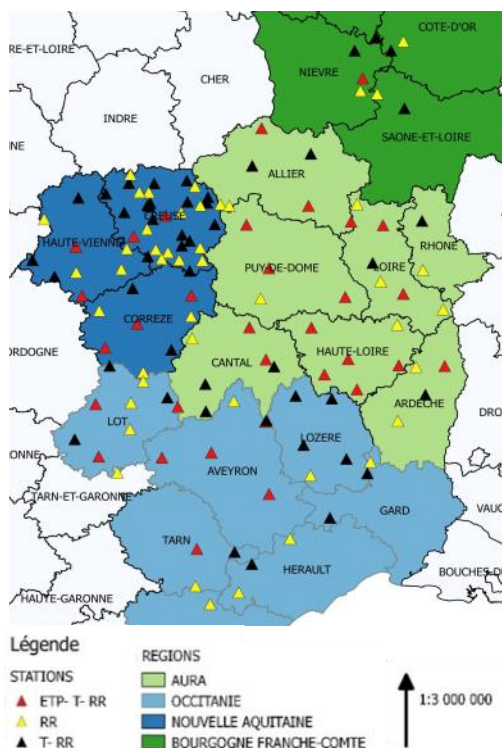 COTE-D'OR
RE-ET-LOIRE
NIEVRE
CHER
INDRE
SAONE-ET-LOIRE
NNE
ALLIER
CREUSE
HAUTE-VIENNE
RHONE
PUY-DE-DOME
LOIRE
CORREZE
ORDOGNE
CANTAL
HAUTE-LOIRE
DRO
ARDECHE
LOT
LOZERE
ONNE
AVEYRON
TARN-ET-GARONNE
GARD
VAUC
TARN
HERAULT
BOUCHES-DU
HAUTE-GARONNE
Légende
STATIONS
ETP- T- RR
RR
T- RR
REGIONS
AURA
OCCITANIE
NOUVELLE AQUITAINE
BOURGOGNE FRANCHE-COMTE
1:3 000 000